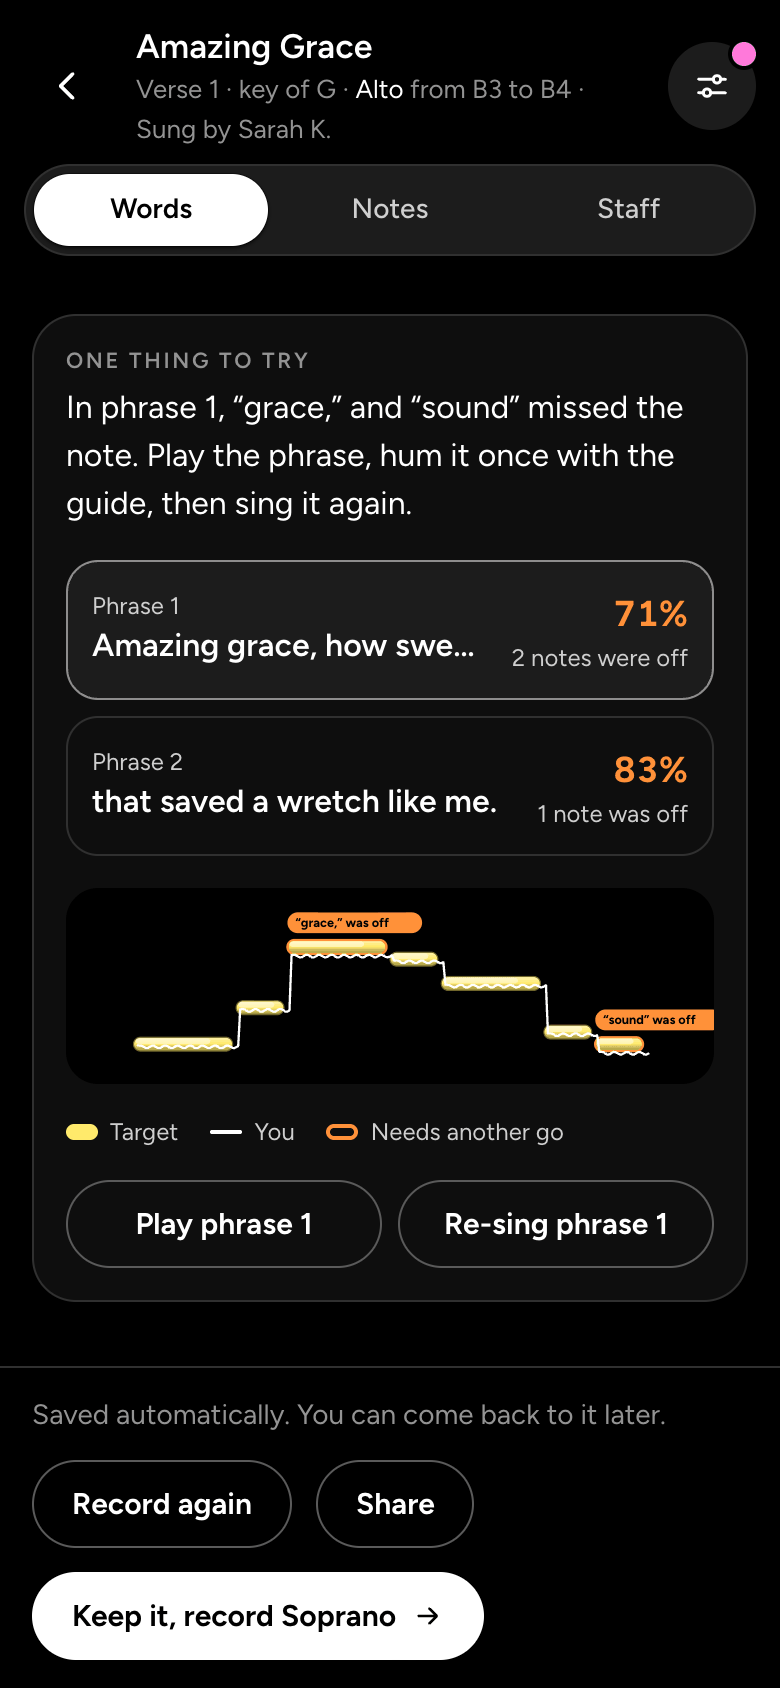 Amazing Grace
Verse 1 · key of G · Alto from B3 to B4 ·
Sung by Sarah K.
Words
Notes
Staff
ONE THING TO TRY
In phrase 1, “grace,” and “sound” missed the
note. Play the phrase, hum it once with the
guide, then sing it again.
Phrase 1
71%
Amazing grace, how swe...
2 notes were off
Phrase 2
83%
that saved a wretch like me.
1 note was off
“grace,” was off
“sound” was off
Target
You
Needs another go
Play phrase 1
Re-sing phrase 1
Saved automatically. You can come back to it later.
Record again
Share
Keep it, record Soprano →